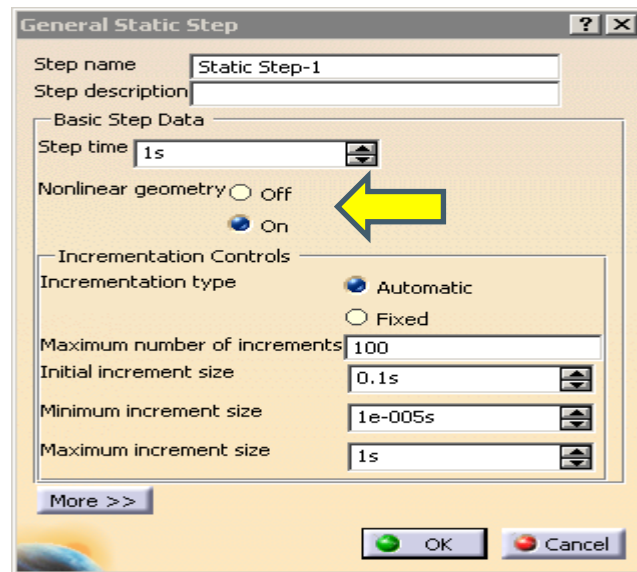 General Static Step
Step name Static Step-1
Step description
Basic Step Data
Step time 1s
Nonlinear geometry Off
On
Incrementation Controls
Incrementation type Automatic
Fixed
Maximum number of increments 100
Initial increment size 0.1s
Minimum increment size 1e-005s
Maximum increment size 1s
More >>
OK Cancel